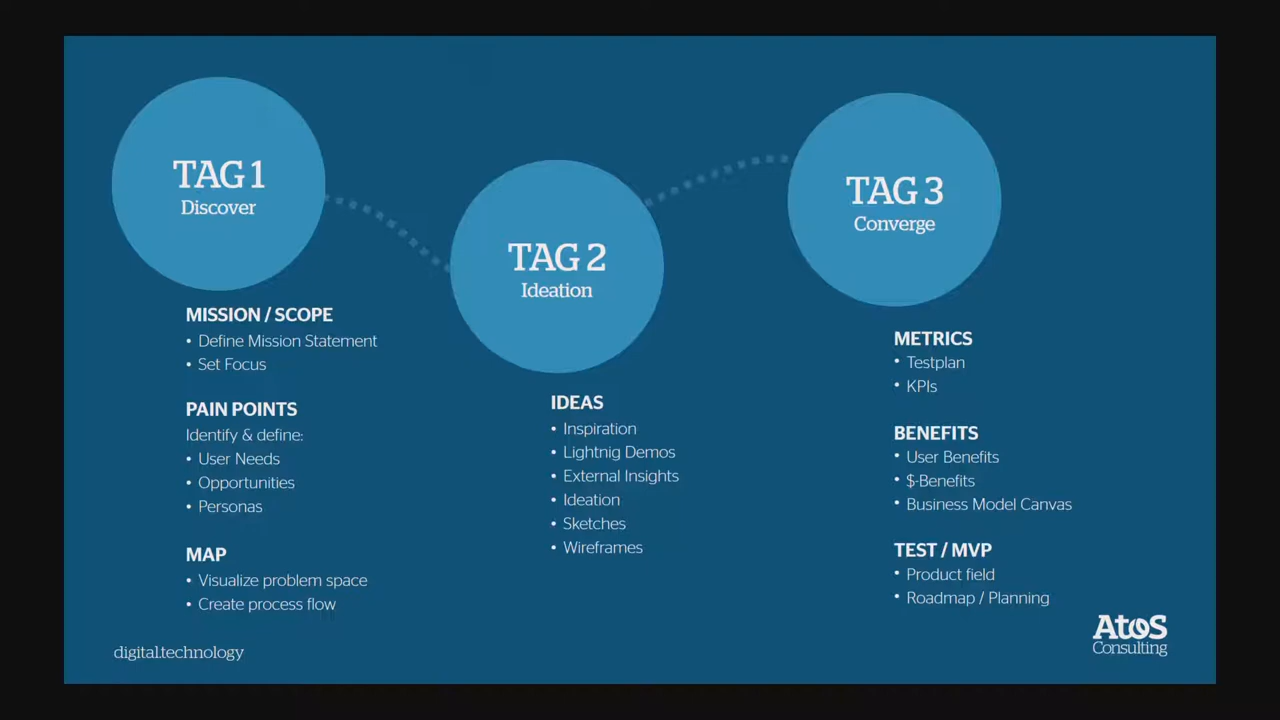 TAG 1
Discover
MISSION / SCOPE
• Define Mission Statement
• Set Focus
PAIN POINTS
Identify & define:
• User Needs
• Opportunities
• Personas
MAP
• Visualize problem space
• Create process flow
TAG 2
Ideation
IDEAS
• Inspiration
• Lightnig Demos
• External Insights
• Ideation
• Sketches
• Wireframes
TAG 3
Converge
METRICS
• Testplan
• KPIs
BENEFITS
• User Benefits
• $-Benefits
• Business Model Canvas
TEST / MVP
• Product field
• Roadmap / Planning
digital.technology
Atos
Consulting